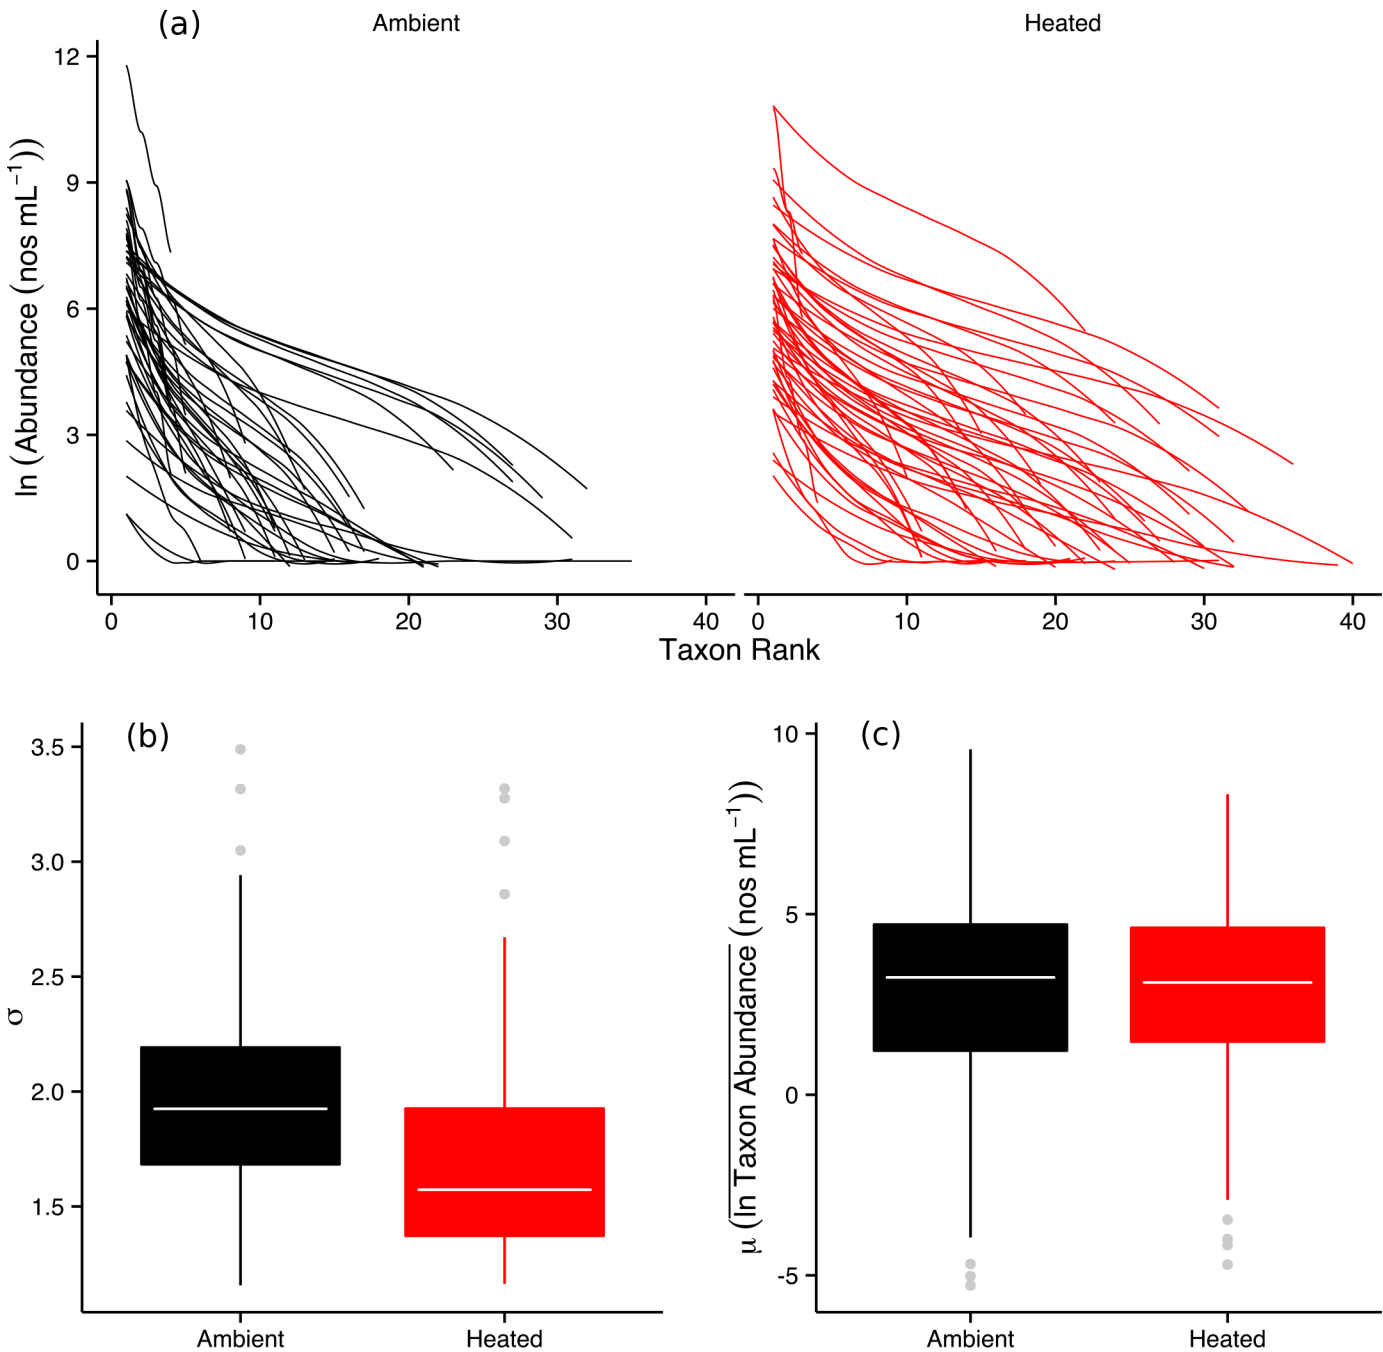 (a)
Ambient
Heated
ln (Abundance (nos mL⁻¹))
12
9
6
3
0
0 10 20 30 40
0 10 20 30 40
Taxon Rank
(b)
σ
3.5
3.0
2.5
2.0
1.5
Ambient Heated
(c)
μ (ln Taxon Abundance (nos mL⁻¹))
10
5
0
-5
Ambient Heated